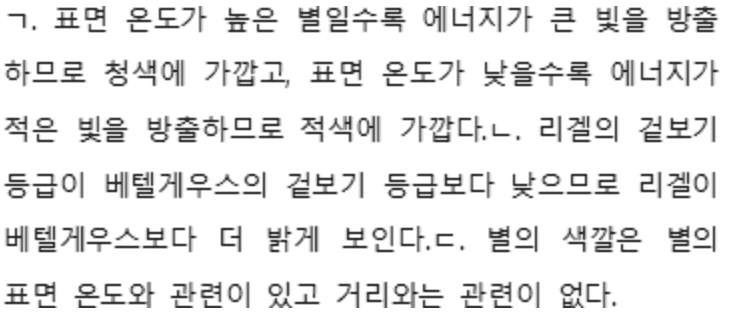 ㄱ. 표면 온도가 높은 별일수록 에너지가 큰 빛을 방출
하므로 청색에 가깝고, 표면 온도가 낮을수록 에너지가
적은 빛을 방출하므로 적색에 가깝다.ㄴ. 리겔의 겉보기
등급이 베텔게우스의 겉보기 등급보다 낮으므로 리겔이
베텔게우스보다 더 밝게 보인다.ㄷ. 별의 색깔은 별의
표면 온도와 관련이 있고 거리와는 관련이 없다.